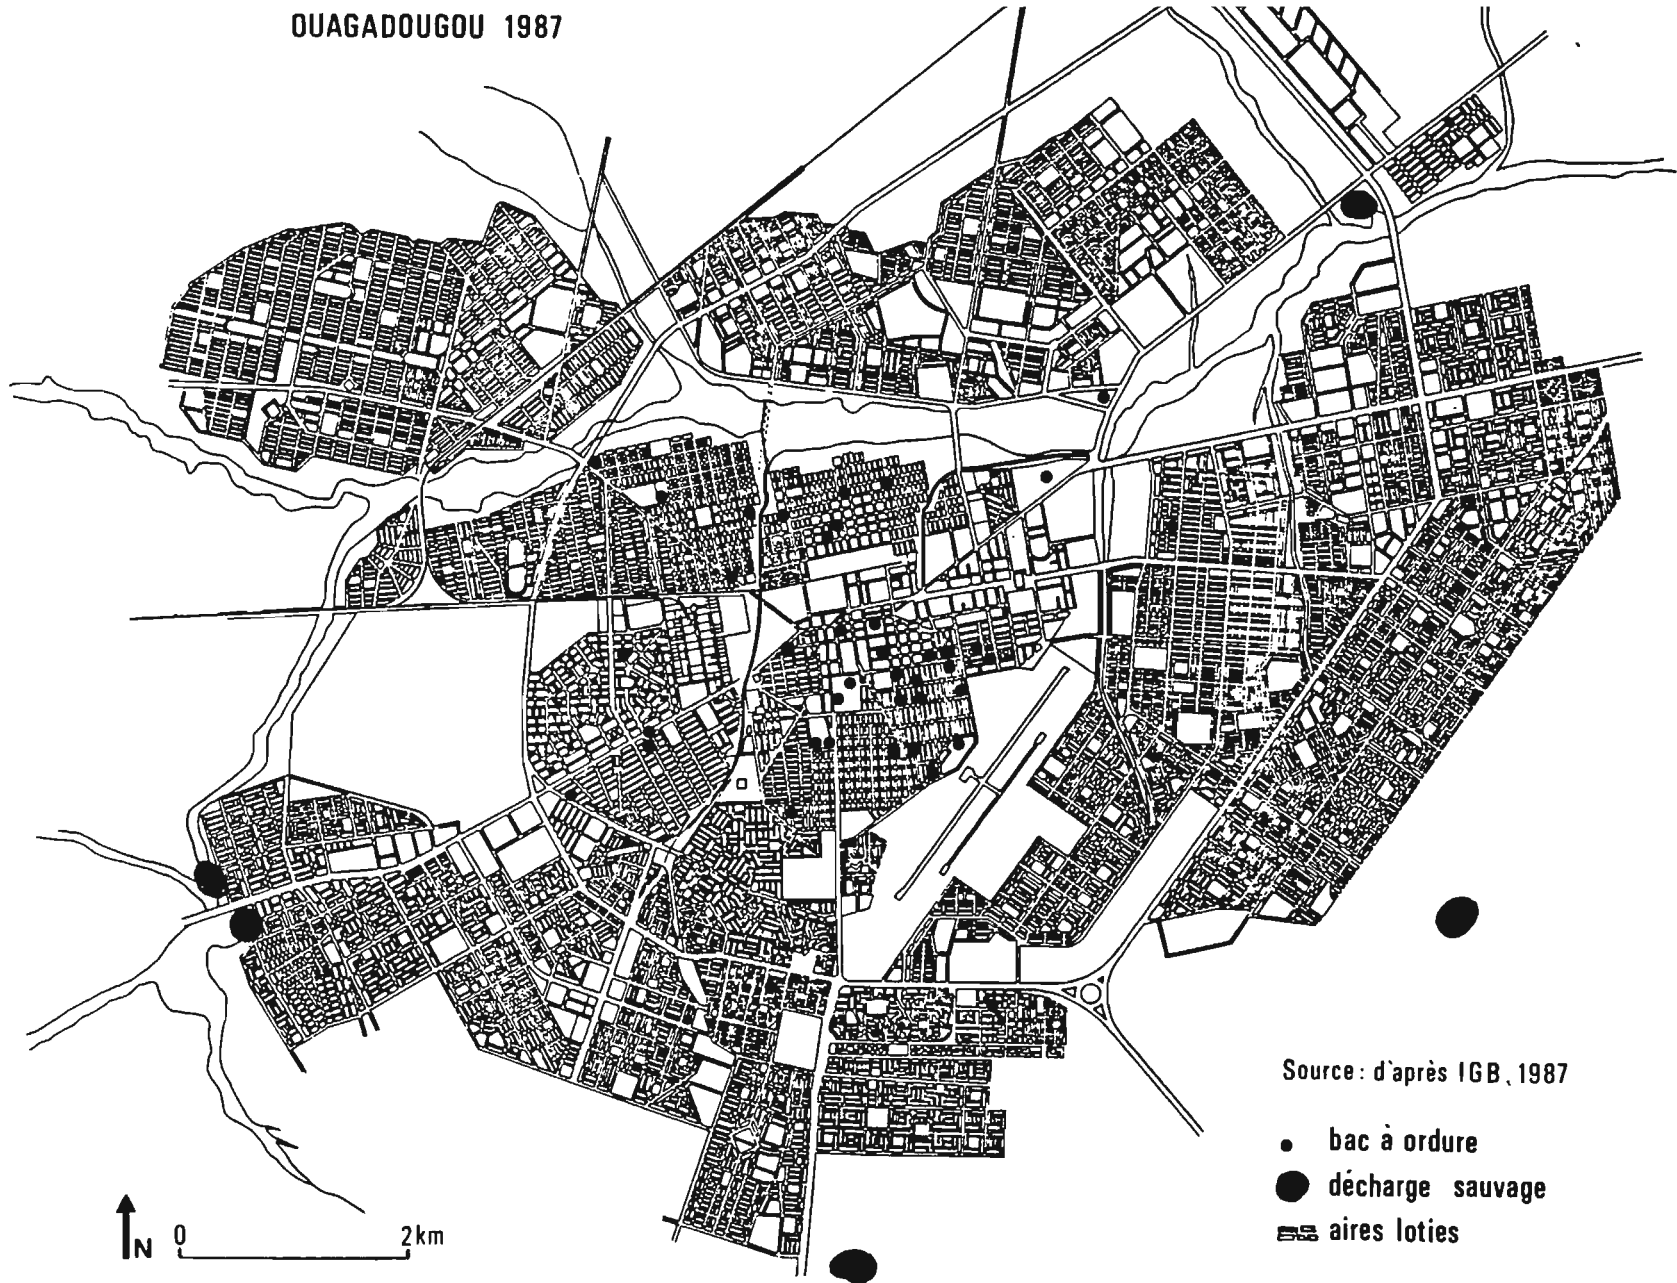 OUAGADOUGOU 1987
Source: d'après IGB, 1987
bac à ordure
décharge sauvage
aires loties
N
0
2km